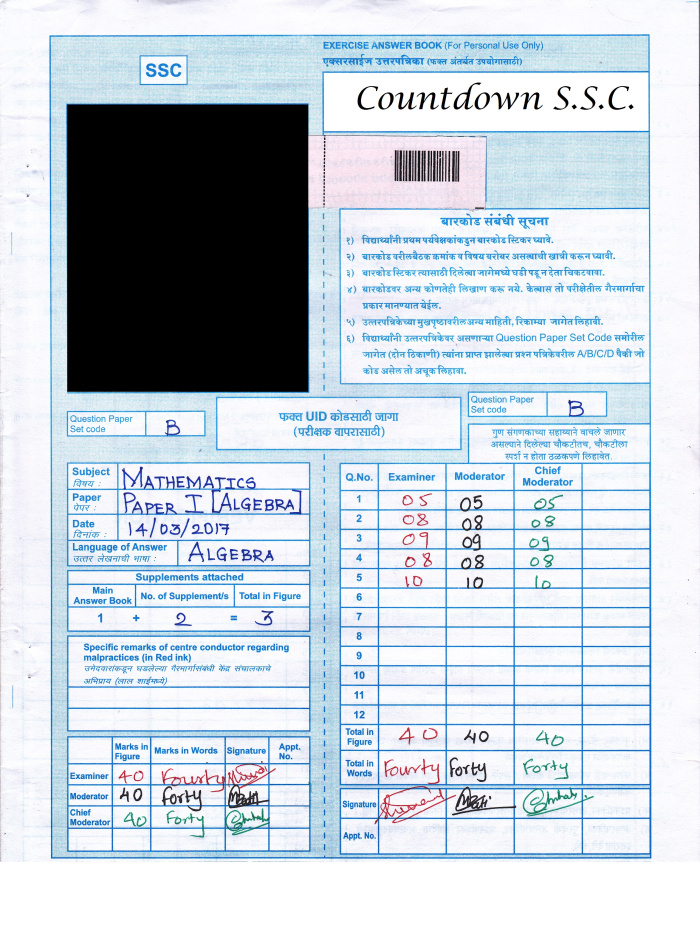 EXERCISE ANSWER BOOK (For Personal Use Only)
एक्सरसाईज उत्तरपत्रिका (फक्त अंतर्बत उपयोगासाठी)
SSC
Countdown S.S.C.
बारकोड संबंधी सूचना
१) विद्यार्थ्यांनी प्रथम पर्यवेक्षकांकडुन बारकोड स्टिकर घ्यावे.
२) बारकोड वरील बैठक क्रमांक व विषय बरोबर असल्याची खात्री करून घ्यावी.
३) बारकोड स्टिकर त्यासाठी दिलेल्या जागेमध्ये घडी पडू न देता चिकटवावा.
४) बारकोडवर अन्य कोणतेही लिखाण करू नये. केल्यास तो परीक्षेतील गैरमार्गाचा
प्रकार मानण्यात येईल.
५) उत्तरपत्रिकेच्या मुखपृष्ठावरील अन्य माहिती, रिकाम्या जागेत लिहावी.
६) विद्यार्थ्यांनी उत्तरपत्रिकेवर असणाऱ्या Question Paper Set Code समोरील
जागेत (दोन ठिकाणी) त्यांना प्राप्त झालेल्या प्रश्न पत्रिकेवरील A/B/C/D पैकी जो
कोड असेल तो अचूक लिहावा.
Question Paper
Set code B
फक्त UID कोडसाठी जागा
(परीक्षक वापरासाठी)
Question Paper
Set code B
गुण संगणकाच्या सहाय्याने वाचले जाणार
असल्याने दिलेल्या चौकटीतच, चौकटीला
स्पर्श न होता ठळकपणे लिहावेत.
Subject MATHEMATICS
विषय :
Paper PAPER I [ALGEBRA]
पेपर :
Date 14/03/2017
दिनांक :
Language of Answer ALGEBRA
उत्तर लेखनाची भाषा :
Supplements attached
Main Answer Book No. of Supplement/s Total in Figure
1 + 2 = 3
Specific remarks of centre conductor regarding
malpractices (in Red ink)
उमेदवारांकडून घडलेल्या गैरमार्गासंबंधी केंद्र संचालकाचे
अभिप्राय (लाल शाईमध्ये)
Marks in Figure Marks in Words Signature Appt. No.
Examiner 40 Fourty
Moderator 40 forty
Chief Moderator 40 Forty
Q.No. Examiner Moderator Chief Moderator
1 05 05 05
2 08 08 08
3 09 09 09
4 08 08 08
5 10 10 10
6
7
8
9
10
11
12
Total in Figure 40 40 40
Total in Words Fourty forty Forty
Signature
Appt. No.